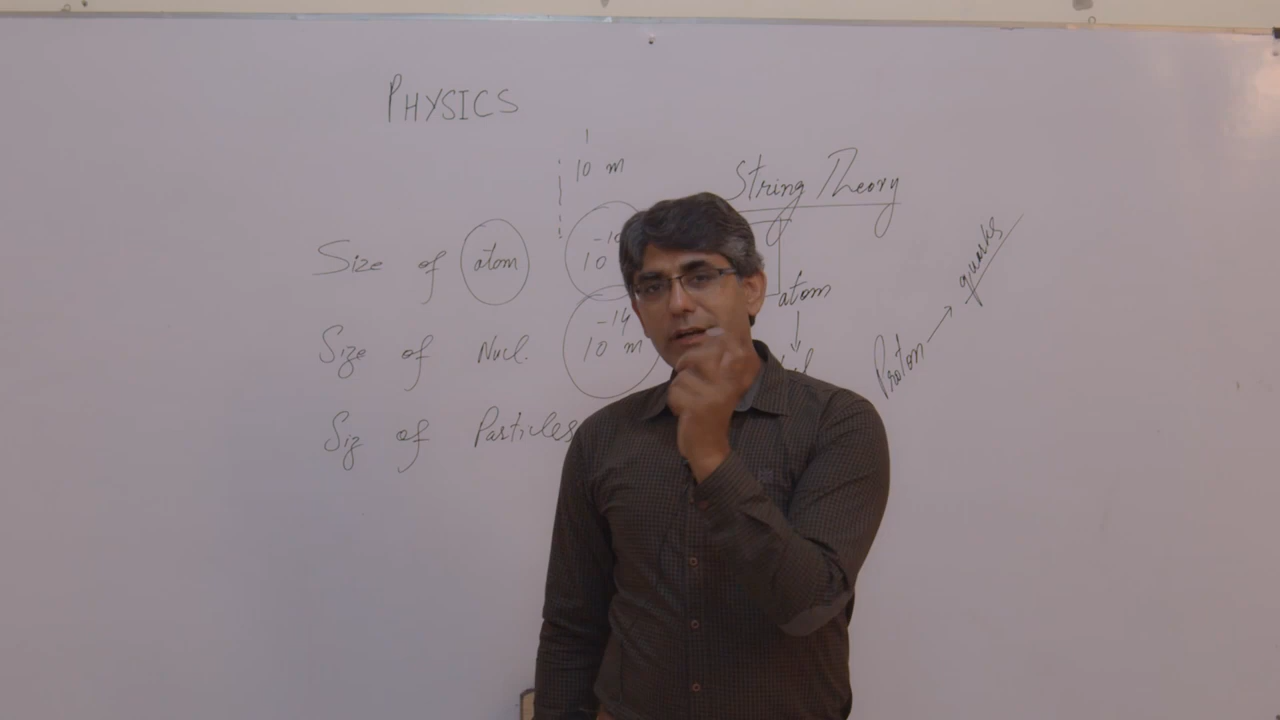 PHYSICS
10 m
String Theory
Size of atom 10
Size of Nucl. 10⁻¹⁴ m
Siz of Particles
atom
Proton → quarks